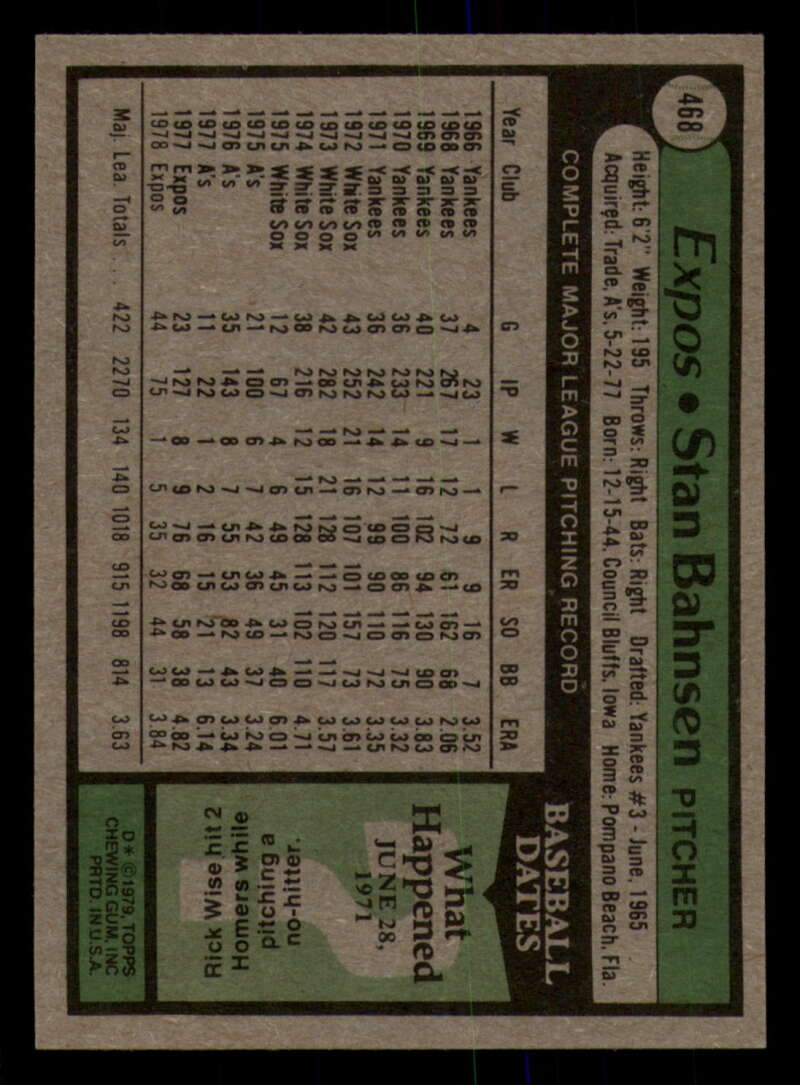 468
Expos • Stan Bahnsen PITCHER
Height: 6'2" Weight: 195 Throws: Right Bats: Right Drafted: Yankees #3 - June, 1965
Acquired: Trade, A's, 5-22-77 Born: 12-15-44, Council Bluffs, Iowa Home: Pompano Beach, Fla.
COMPLETE MAJOR LEAGUE PITCHING RECORD
Year Club G IP W L R ER SO BB ERA
1966 Yankees 4 23 1 1 9 9 16 7 3.52
1968 Yankees 37 267 17 12 72 61 162 68 2.06
1969 Yankees 40 221 9 16 102 94 130 90 3.83
1970 Yankees 36 233 14 11 100 86 116 75 3.32
1971 Yankees 36 242 14 12 99 90 110 72 3.35
1972 White Sox 43 252 21 16 107 101 157 73 3.61
1973 White Sox 42 282 18 21 128 112 120 117 3.57
1974 White Sox 38 216 12 15 128 113 102 110 4.71
1975 White Sox 12 67 4 6 49 45 31 40 6.01
1975 A's 21 100 6 7 42 36 49 37 3.24
1976 A's 35 143 8 7 55 53 82 43 3.34
1977 A's 11 22 1 2 16 15 21 13 6.14
1977 Expos 23 127 8 9 76 68 58 38 4.82
1978 Expos 44 75 1 5 35 32 44 31 3.84
Maj. Lea. Totals . . . 422 2270 134 140 1018 915 1198 814 3.63
BASEBALL
DATES
What
Happened
JUNE 28,
1971
Rick Wise hit 2
Homers while
pitching a
no-hitter.
D* © 1979, TOPPS
CHEWING GUM, INC
PRTD. IN U.S.A.